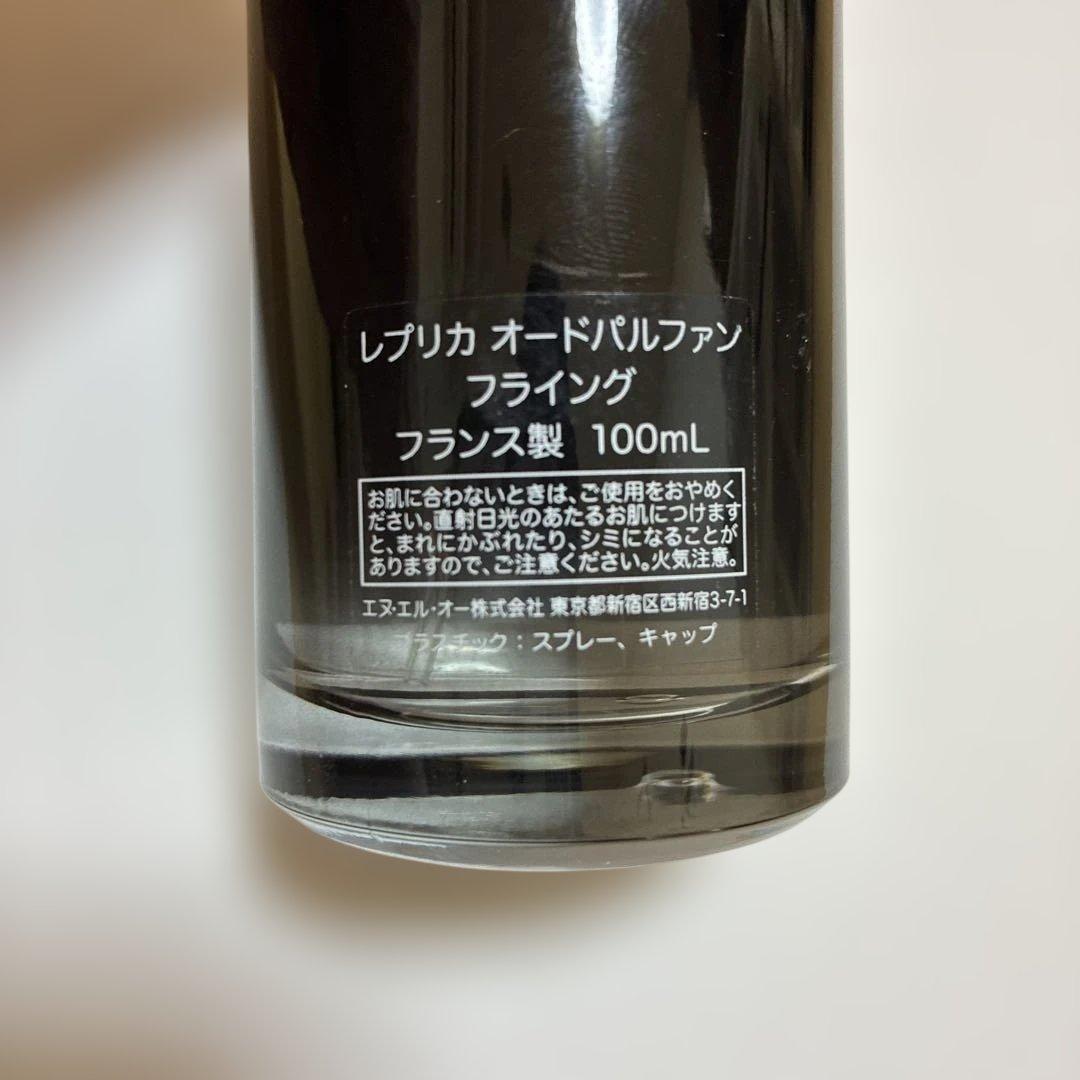 レプリカ オードパルファン
フライング
フランス製 100mL
お肌に合わないときは、ご使用をおやめく
ださい。直射日光のあたるお肌につけます
と、まれにかぶれたり、シミになることが
ありますので、ご注意ください。火気注意。
エヌ・エル・オー株式会社 東京都新宿区西新宿3-7-1
プラスチック：スプレー、キャップ